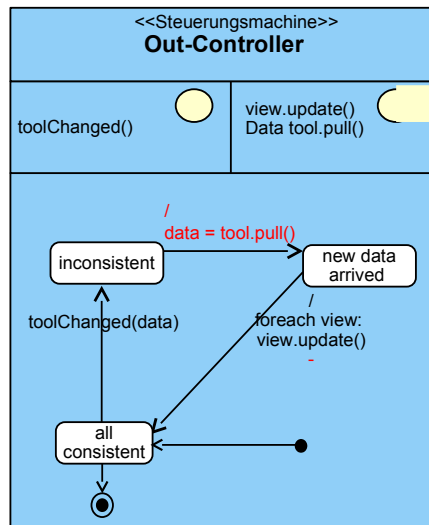 <<Steuerungsmachine>>
Out-Controller
toolChanged()
view.update()
Data tool.pull()
/
data = tool.pull()
inconsistent
new data
arrived
toolChanged(data)
/
foreach view:
view.update()
-
all
consistent